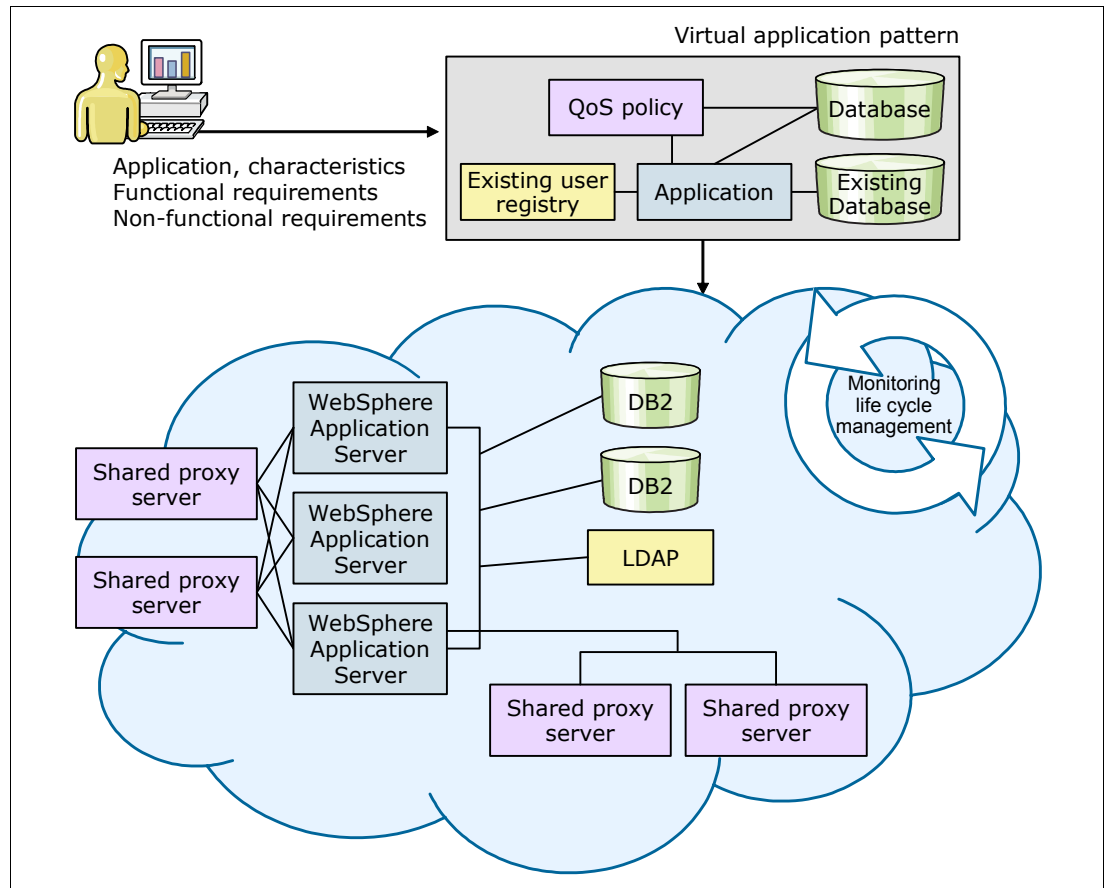 Virtual application pattern
QoS policy
Database
Application, characteristics
Functional requirements
Non-functional requirements
Existing user
registry
Application
Existing
Database
WebSphere
Application
Server
DB2
Monitoring
life cycle
management
Shared proxy
server
WebSphere
Application
Server
DB2
Shared proxy
server
LDAP
WebSphere
Application
Server
Shared proxy
server
Shared proxy
server